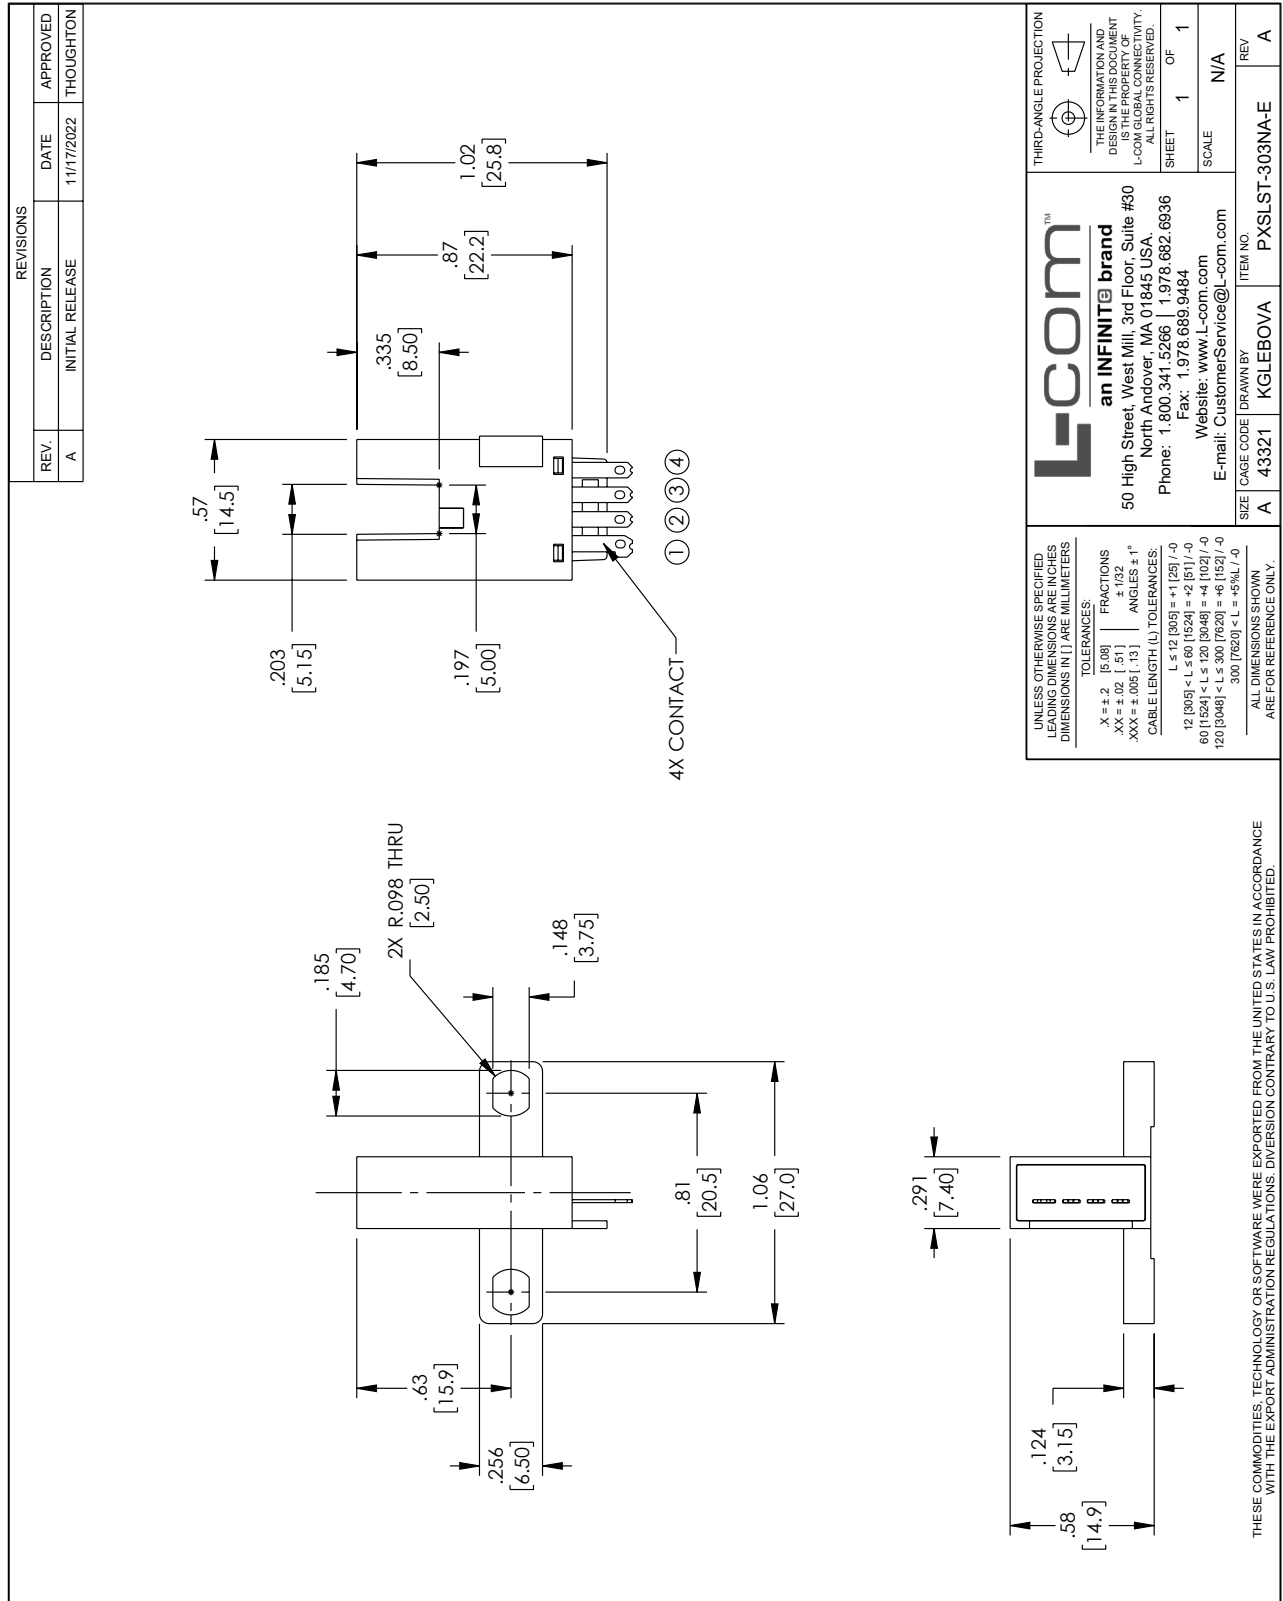 REVISIONS
REV. DESCRIPTION DATE APPROVED
A INITIAL RELEASE 11/17/2022 THOUGHTON
.57
[14.5]
.203
[5.15]
.197
[5.00]
.335
[8.50]
.87
[22.2]
1.02
[25.8]
1 2 3 4
4X CONTACT
2X R.098 THRU
[2.50]
.185
[4.70]
.148
[3.75]
.81
[20.5]
1.06
[27.0]
.63
[15.9]
.256
[6.50]
.291
[7.40]
.124
[3.15]
.58
[14.9]
UNLESS OTHERWISE SPECIFIED
LEADING DIMENSIONS ARE INCHES
DIMENSIONS IN [ ] ARE MILLIMETERS
TOLERANCES:
.X = ±.2 [5.08] FRACTIONS
.XX = ±.02 [.51] ± 1/32
.XXX = ±.005 [.13] ANGLES ± 1°
CABLE LENGTH (L) TOLERANCES:
L ≤ 12 [305] = +1 [25] / -0
12 [305] < L ≤ 60 [1524] = +2 [51] / -0
60 [1524] < L ≤ 120 [3048] = +4 [102] / -0
120 [3048] < L ≤ 300 [7620] = +6 [152] / -0
300 [7620] < L = +5%L / -0
ALL DIMENSIONS SHOWN
ARE FOR REFERENCE ONLY.
L-com™
an INFINITe brand
50 High Street, West Mill, 3rd Floor, Suite #30
North Andover, MA 01845 USA.
Phone: 1.800.341.5266 | 1.978.682.6936
Fax: 1.978.689.9484
Website: www.L-com.com
E-mail: CustomerService@L-com.com
THIRD-ANGLE PROJECTION
THE INFORMATION AND
DESIGN IN THIS DOCUMENT
IS THE PROPERTY OF
L-COM GLOBAL CONNECTIVITY.
ALL RIGHTS RESERVED.
SHEET 1 OF 1
SCALE N/A
SIZE A
CAGE CODE 43321
DRAWN BY KGLEBOVA
ITEM NO. PXSLST-303NA-E
REV A
THESE COMMODITIES, TECHNOLOGY OR SOFTWARE WERE EXPORTED FROM THE UNITED STATES IN ACCORDANCE
WITH THE EXPORT ADMINISTRATION REGULATIONS. DIVERSION CONTRARY TO U.S. LAW PROHIBITED.